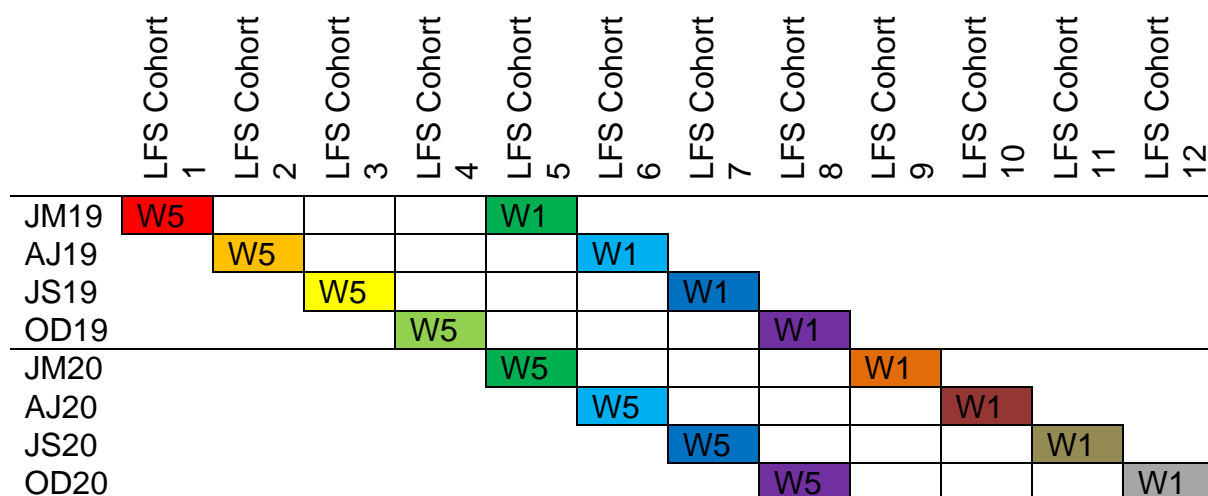 LFS Cohort 1
LFS Cohort 2
LFS Cohort 3
LFS Cohort 4
LFS Cohort 5
LFS Cohort 6
LFS Cohort 7
LFS Cohort 8
LFS Cohort 9
LFS Cohort 10
LFS Cohort 11
LFS Cohort 12
JM19 W5 W1
AJ19 W5 W1
JS19 W5 W1
OD19 W5 W1
JM20 W5 W1
AJ20 W5 W1
JS20 W5 W1
OD20 W5 W1